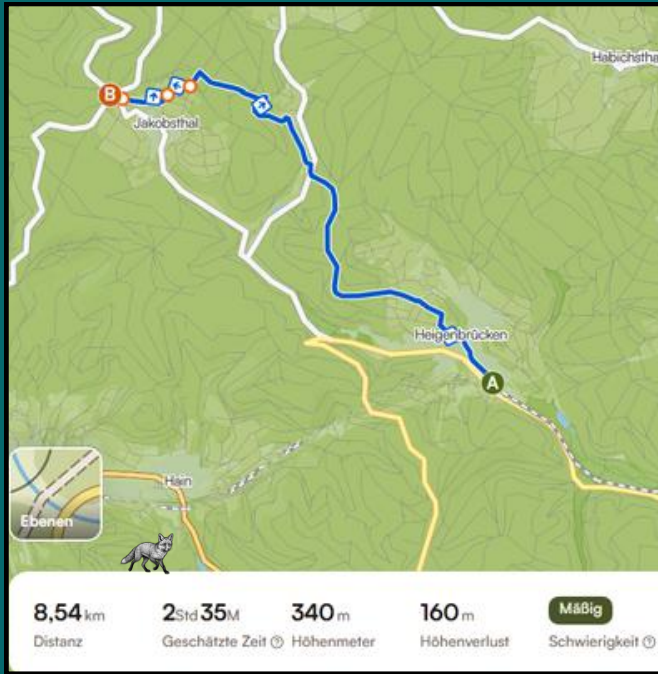 Habichstha
B
Jakobsthal
Heigenbrücken
A
Hain
Ebenen
8,54 km
Distanz
2 Std 35 M
Geschätzte Zeit
340 m
Höhenmeter
160 m
Höhenverlust
Mäßig
Schwierigkeit